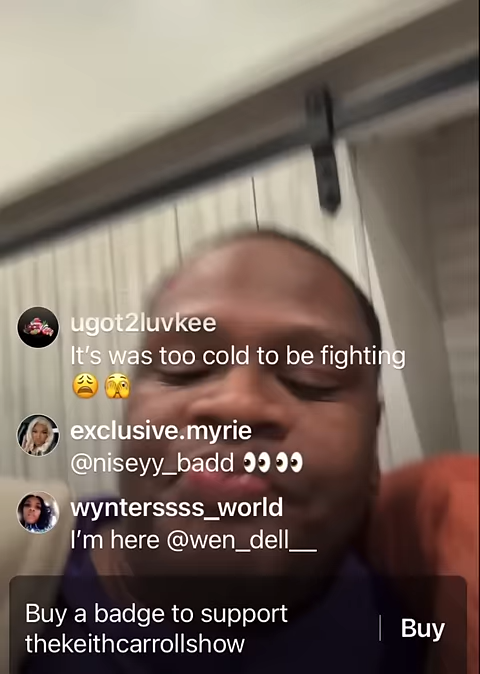 ugot2luvkee
It's was too cold to be fighting
😩🫣
exclusive.myrie
@niseyy_badd 👀👀
wynterssss_world
I'm here @wen_dell__
Buy a badge to support
thekeithcarrollshow
Buy